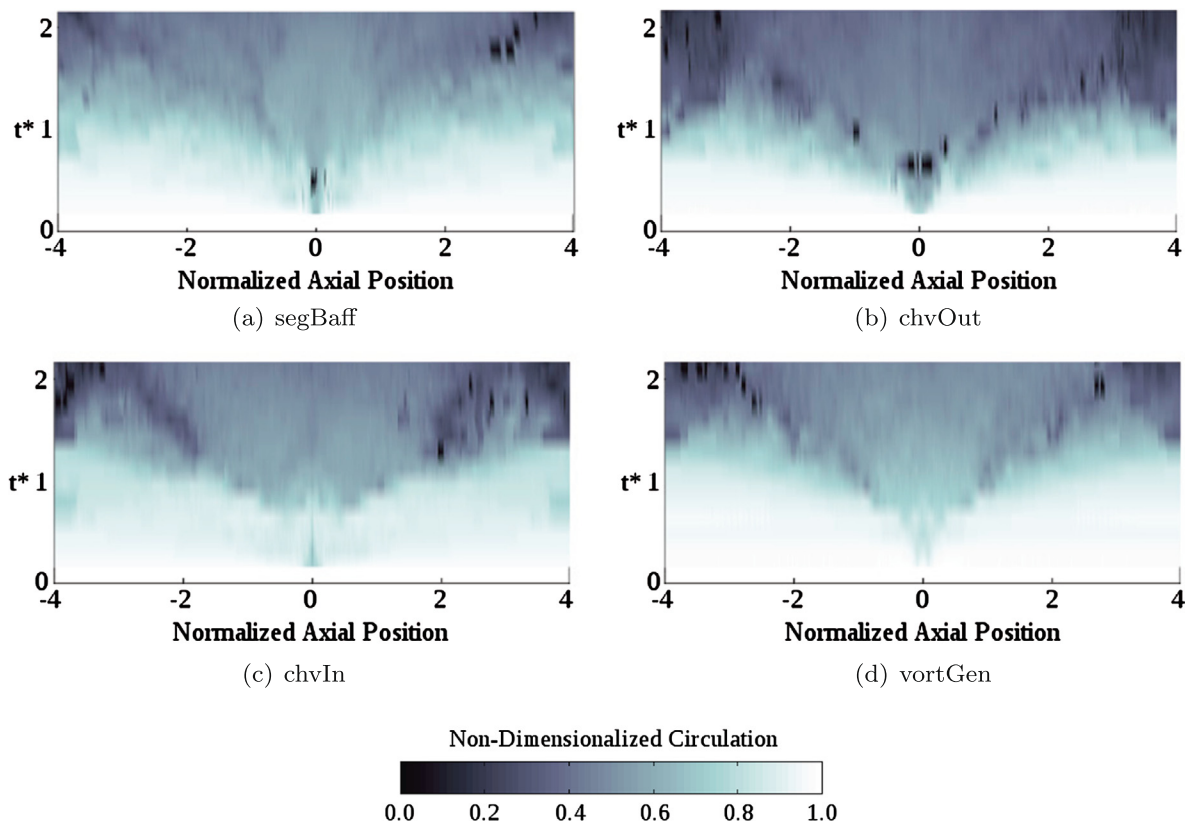 2
t* 1
0
-4 -2 0 2 4
Normalized Axial Position
(a) segBaff
2
t* 1
0
-4 -2 0 2 4
Normalized Axial Position
(b) chvOut
2
t* 1
0
-4 -2 0 2 4
Normalized Axial Position
(c) chvIn
2
t* 1
0
-4 -2 0 2 4
Normalized Axial Position
(d) vortGen
Non-Dimensionalized Circulation
0.0 0.2 0.4 0.6 0.8 1.0